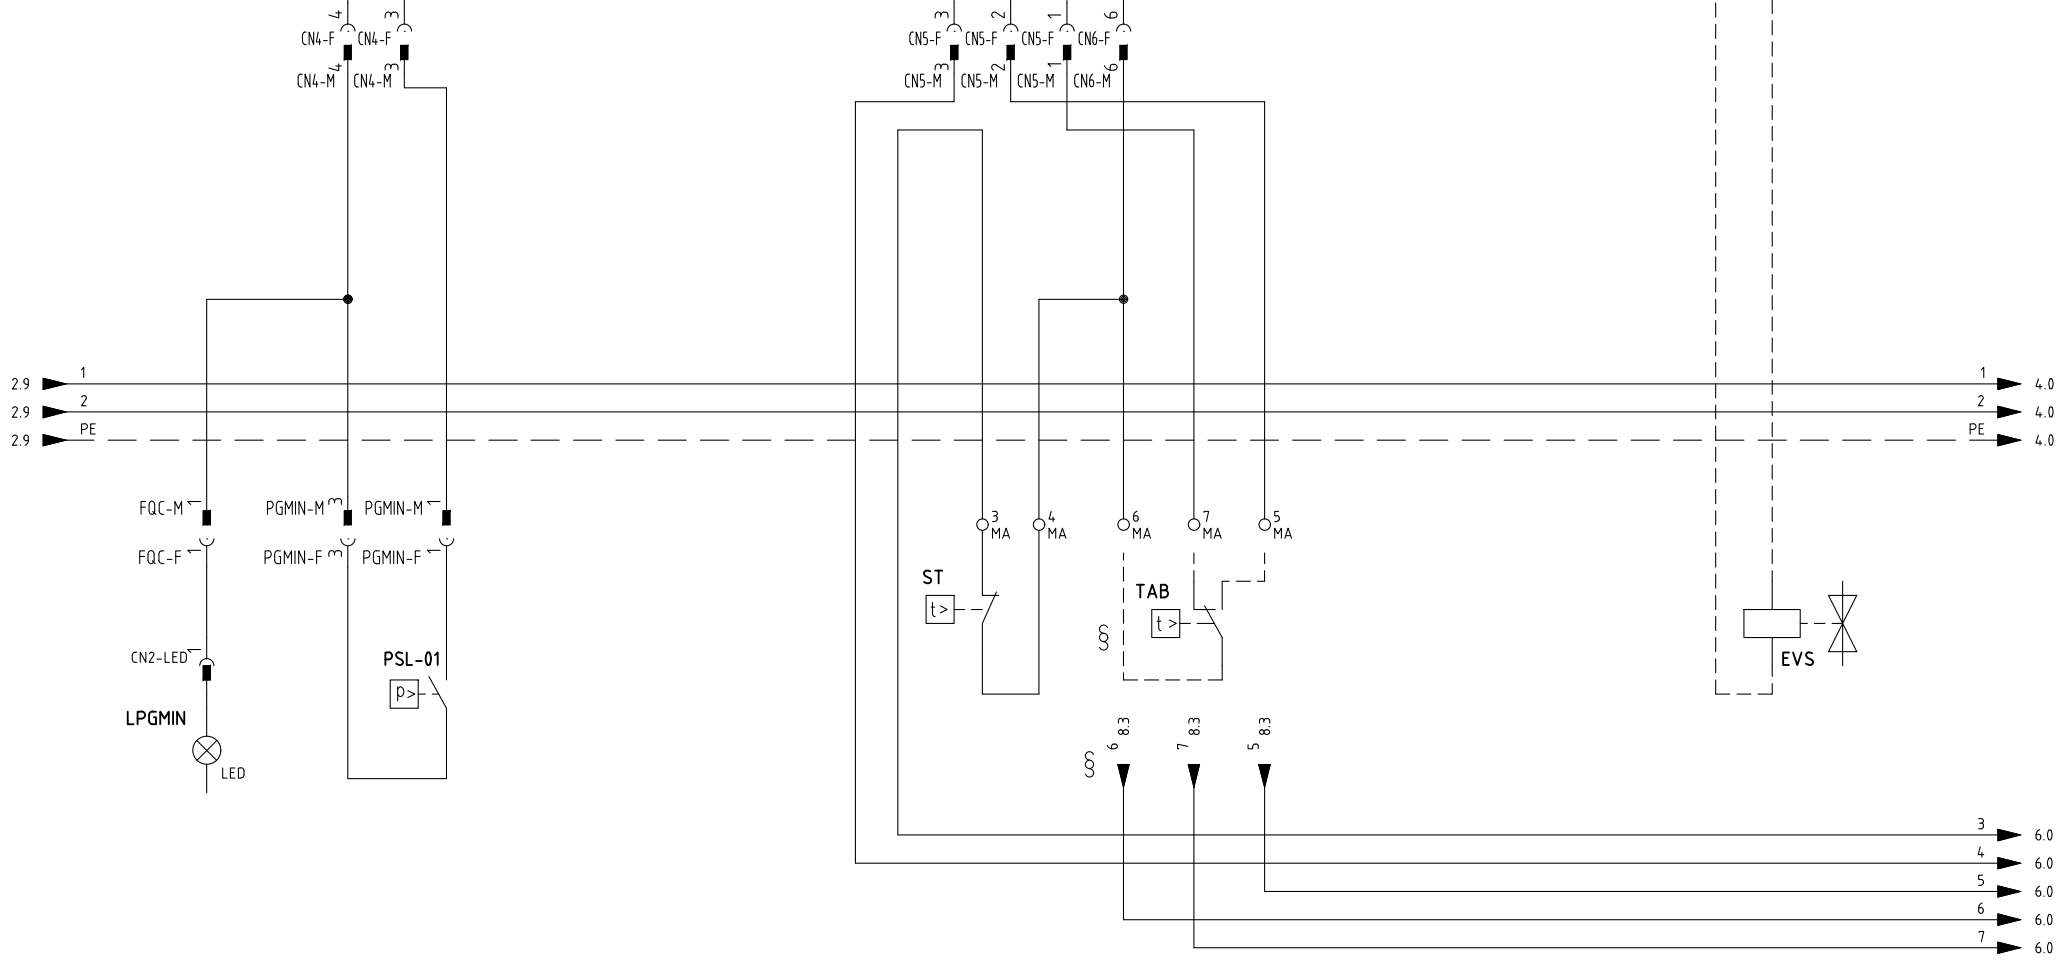 4 3 3 2 1 6
CN4-F CN4-F CN5-F CN5-F CN5-F CN6-F
4 3 3 2 1 6
CN4-M CN4-M CN5-M CN5-M CN5-M CN6-M
1 1
2.9 4.0
2 2
2.9 4.0
PE PE
2.9 4.0
FQC-M 1 PGMIN-M 3 PGMIN-M 1
3 4 6 7 5
MA MA MA MA MA
FQC-F 1 PGMIN-F 3 PGMIN-F 1
ST
TAB
t> t >
§
CN2-LED 1 PSL-01 EVS
p>
LPGMIN
8.3 8.3 8.3
6 7 5
§
LED
3
6.0
4
6.0
5
6.0
6
6.0
7
6.0